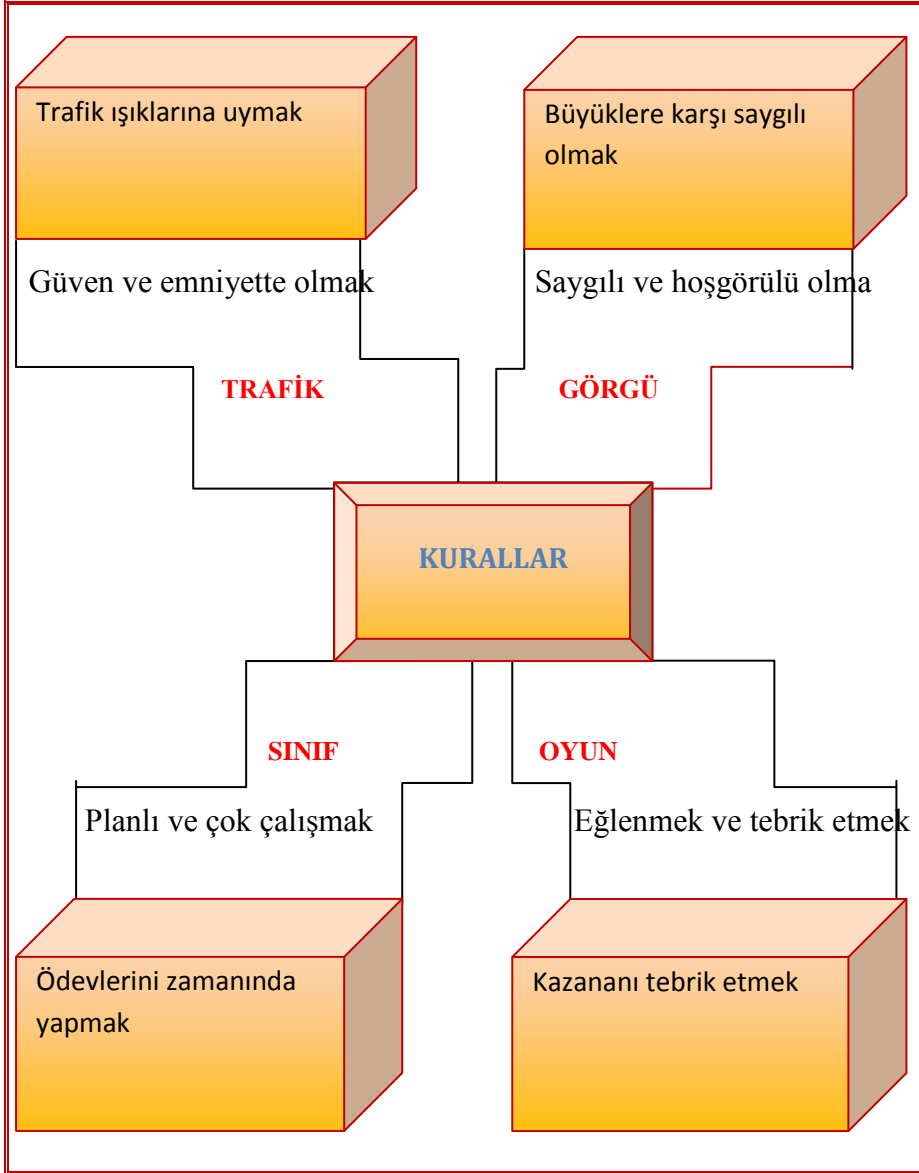 Trafik ışıklarına uymak
Büyüklere karşı saygılı
olmak
Güven ve emniyette olmak
Saygılı ve hoşgörülü olma
TRAFİK
GÖRGÜ
KURALLAR
SINIF
OYUN
Planlı ve çok çalışmak
Eğlenmek ve tebrik etmek
Ödevlerini zamanında
yapmak
Kazananı tebrik etmek